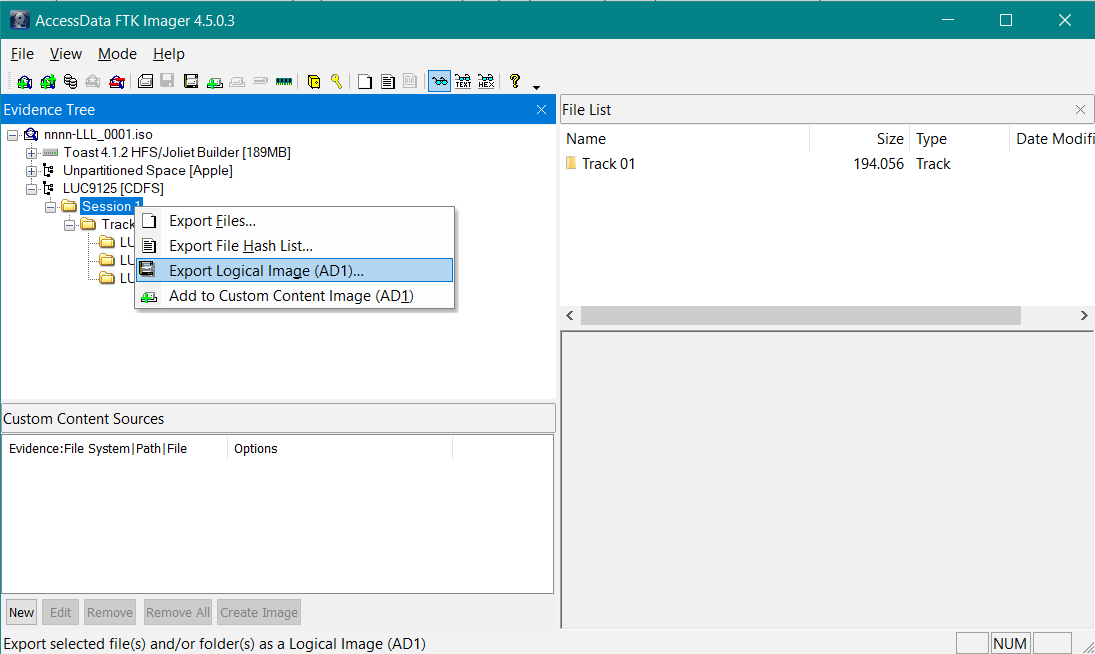 AccessData FTK Imager 4.5.0.3
File View Mode Help
TEXT HEX
Evidence Tree
nnnn-LLL_0001.iso
Toast 4.1.2 HFS/Joliet Builder [189MB]
Unpartitioned Space [Apple]
LUC9125 [CDFS]
Session 1
Track
LU
LU
LU
Export Files...
Export File Hash List...
Export Logical Image (AD1)...
Add to Custom Content Image (AD1)
File List
Name Size Type Date Modifi
Track 01 194.056 Track
Custom Content Sources
Evidence:File System|Path|File Options
New Edit Remove Remove All Create Image
Export selected file(s) and/or folder(s) as a Logical Image (AD1)
NUM